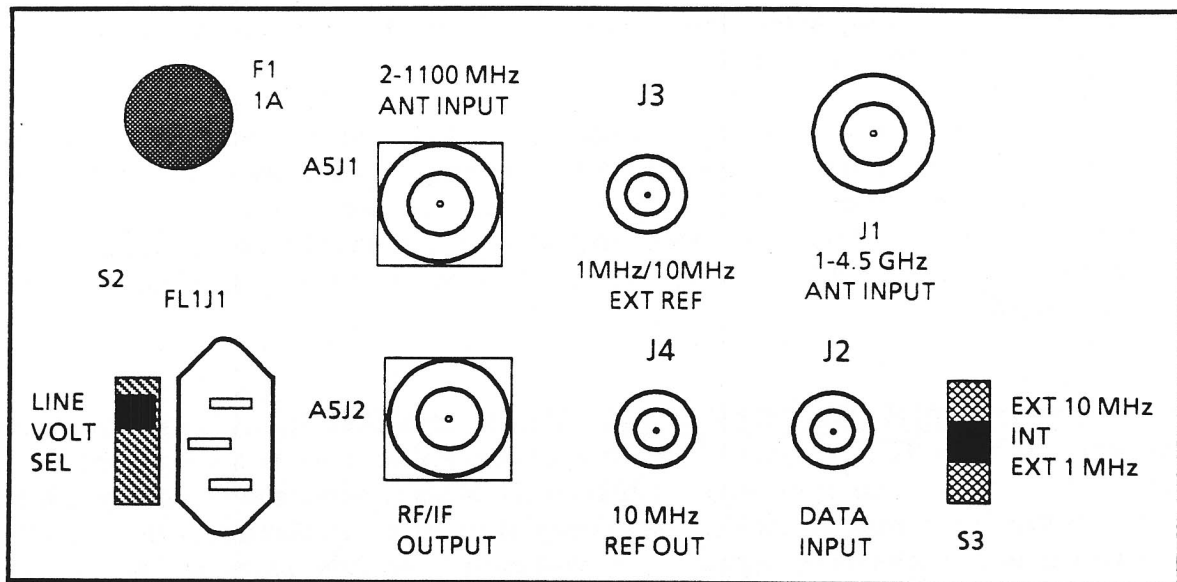 F1
1A
2-1100 MHz
ANT INPUT
A5J1
J3
1MHz/10MHz
EXT REF
J1
1-4.5 GHz
ANT INPUT
S2
FL1J1
LINE
VOLT
SEL
A5J2
RF/IF
OUTPUT
J4
10 MHz
REF OUT
J2
DATA
INPUT
EXT 10 MHz
INT
EXT 1 MHz
S3